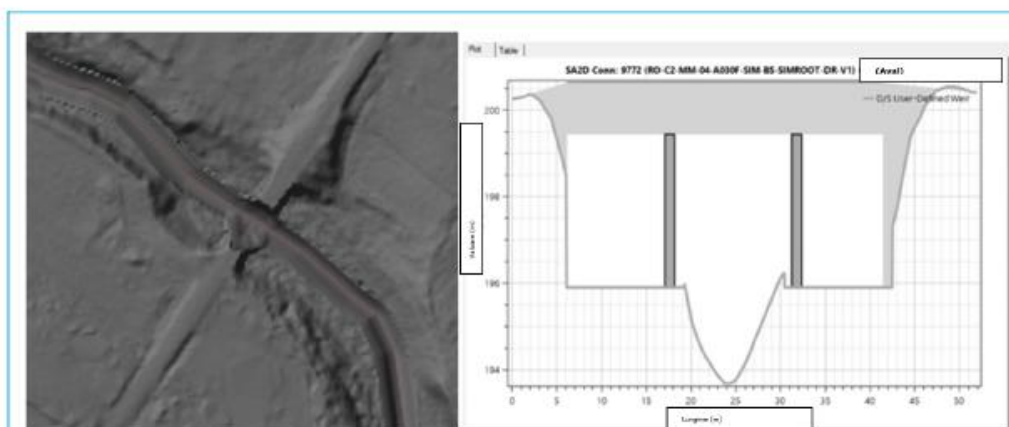 Plot Table
SA2D Conn: 9772 (RO-C2-MM-04-A030F-SIM-BS-SIMROOT-DR-V1) (Aval)
D/S User-Defined Weir
200
198
196
194
0 5 10 15 20 25 30 35 40 45 50